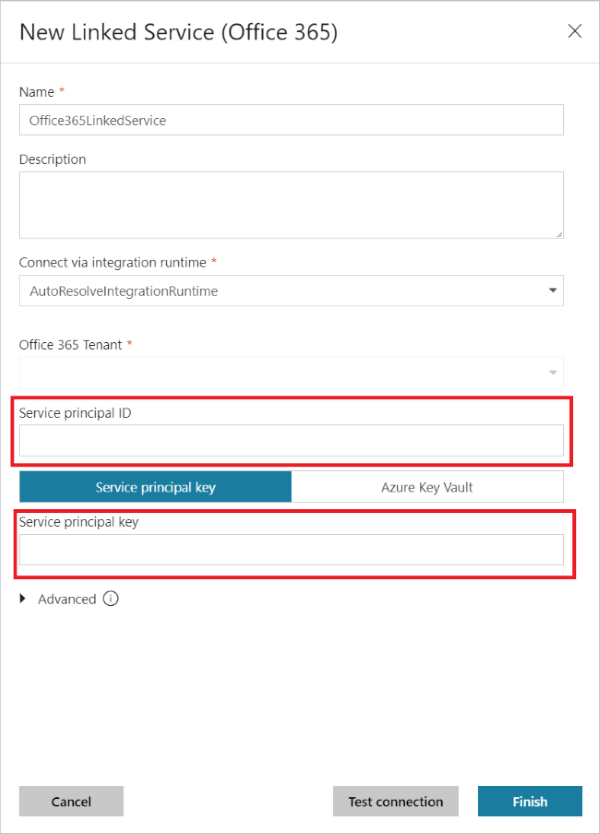 New Linked Service (Office 365)
Name *
Office365LinkedService
Description
Connect via integration runtime *
AutoResolveIntegrationRuntime
Office 365 Tenant *
Service principal ID
Service principal key
Azure Key Vault
Service principal key
Advanced
Cancel
Test connection
Finish